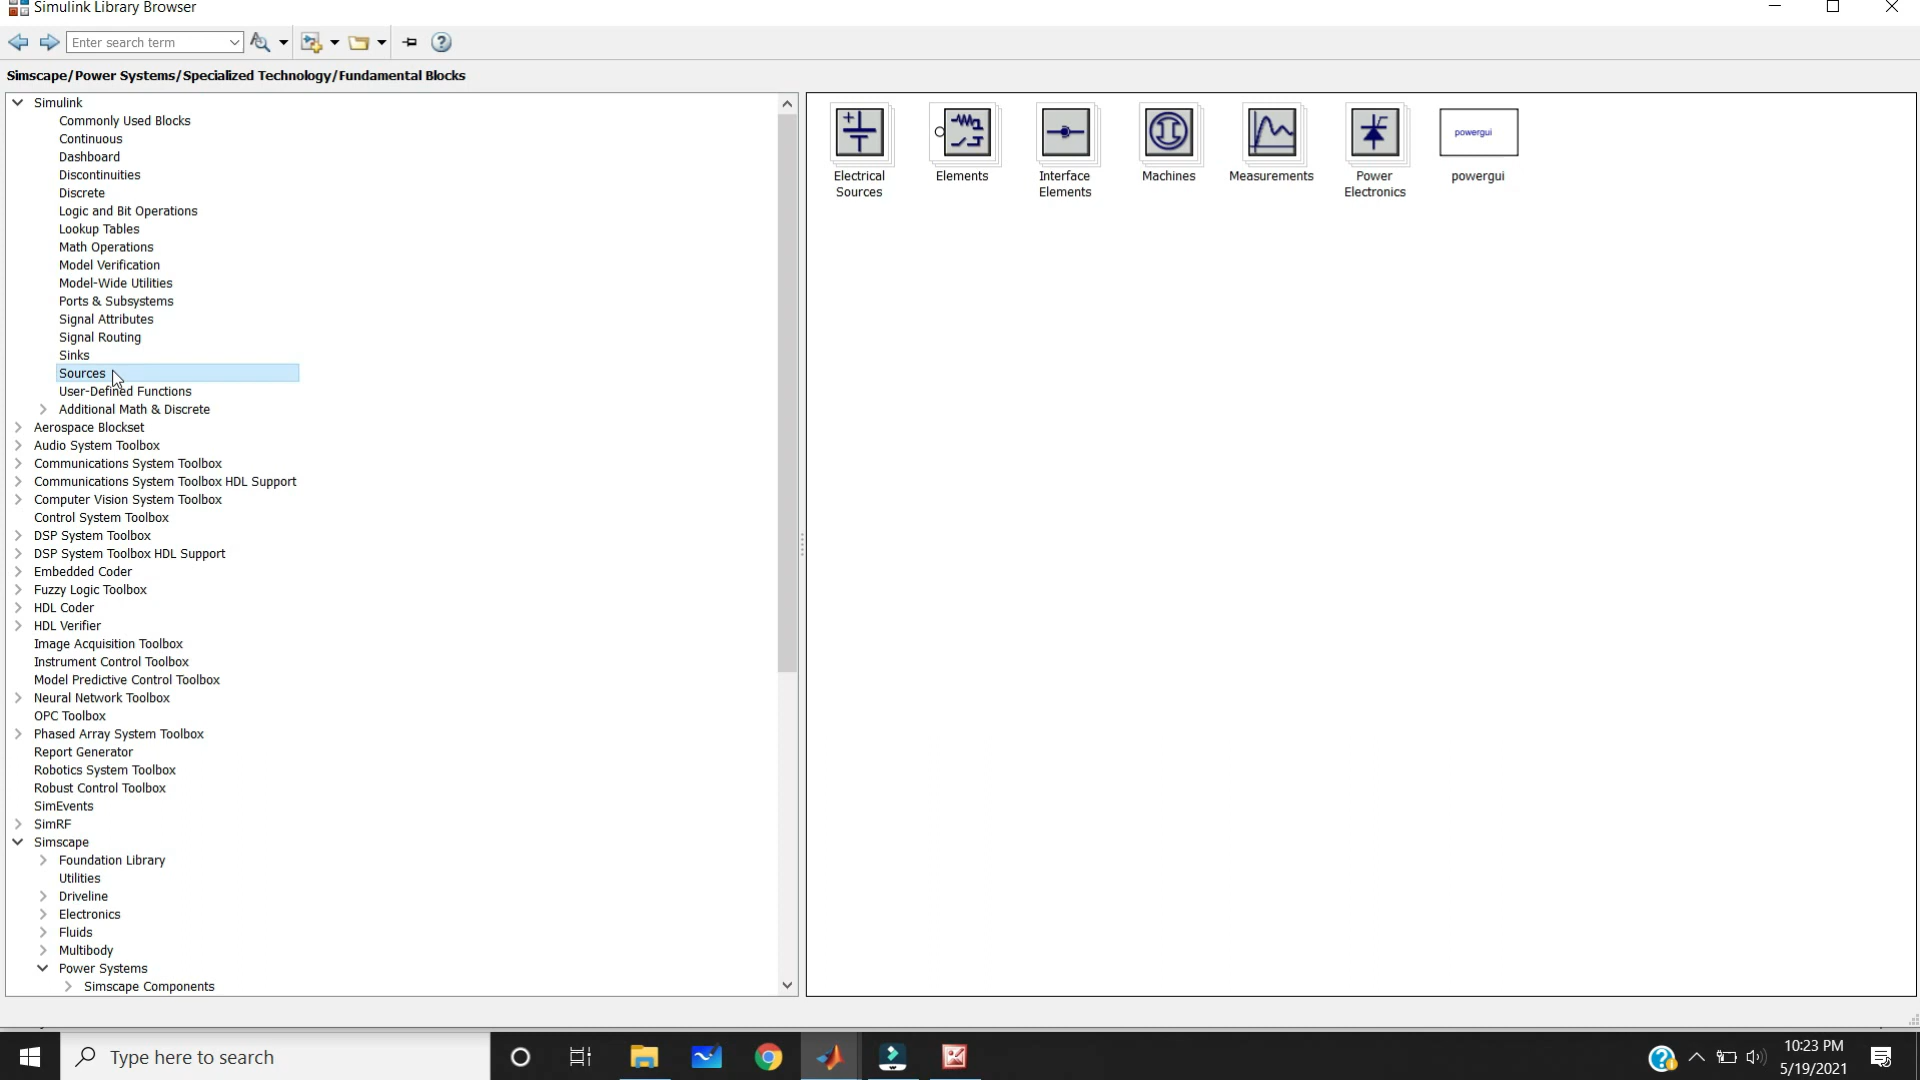 Simulink Library Browser
Enter search term
Simscape/Power Systems/Specialized Technology/Fundamental Blocks
Simulink
Commonly Used Blocks
Continuous
Dashboard
Discontinuities
Discrete
Logic and Bit Operations
Lookup Tables
Math Operations
Model Verification
Model-Wide Utilities
Ports & Subsystems
Signal Attributes
Signal Routing
Sinks
Sources
User-Defined Functions
Additional Math & Discrete
Aerospace Blockset
Audio System Toolbox
Communications System Toolbox
Communications System Toolbox HDL Support
Computer Vision System Toolbox
Control System Toolbox
DSP System Toolbox
DSP System Toolbox HDL Support
Embedded Coder
Fuzzy Logic Toolbox
HDL Coder
HDL Verifier
Image Acquisition Toolbox
Instrument Control Toolbox
Model Predictive Control Toolbox
Neural Network Toolbox
OPC Toolbox
Phased Array System Toolbox
Report Generator
Robotics System Toolbox
Robust Control Toolbox
SimEvents
SimRF
Simscape
Foundation Library
Utilities
Driveline
Electronics
Fluids
Multibody
Power Systems
Simscape Components
Electrical
Sources
Elements
Interface
Elements
Machines
Measurements
Power
Electronics
powergui
powergui
Type here to search
10:23 PM
5/19/2021